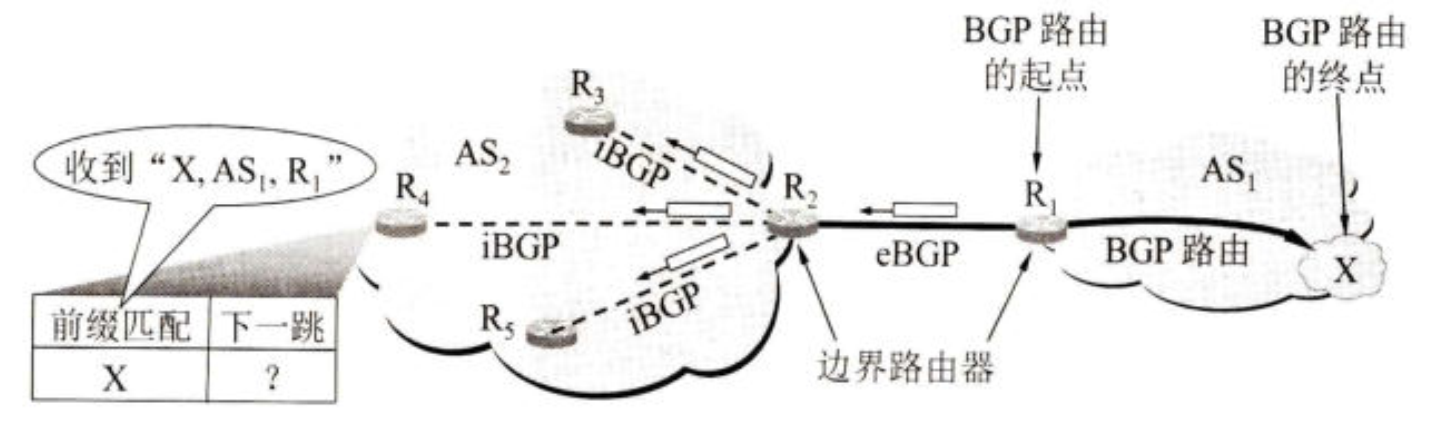 BGP 路由
的起点
BGP 路由
的终点
R₃
AS₂
iBGP
收到“X, AS₁, R₁”
R₄
R₂
R₁
AS₁
iBGP
eBGP
BGP 路由
X
R₅
iBGP
前缀匹配 下一跳
X ?
边界路由器